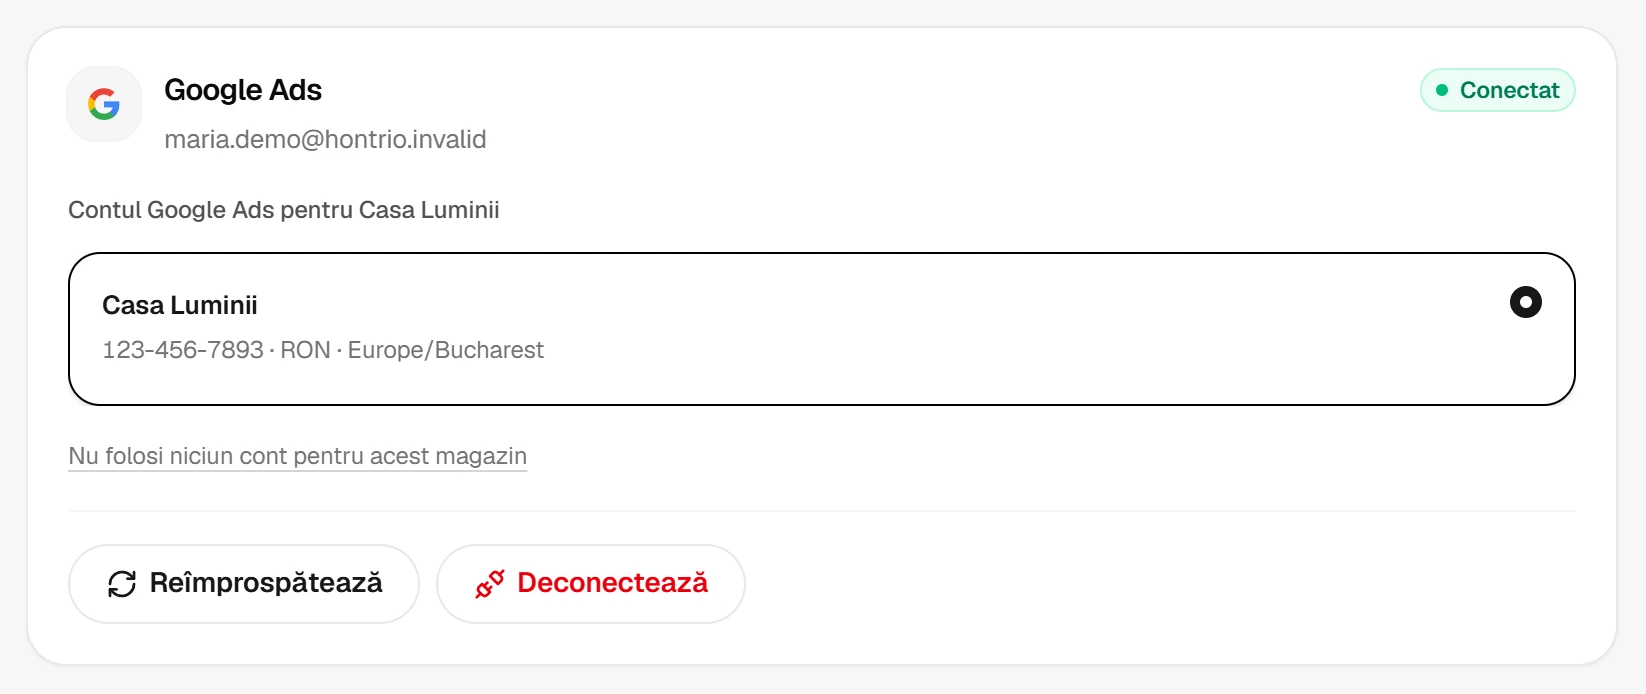 Google Ads
Conectat
maria.demo@hontrio.invalid
Contul Google Ads pentru Casa Luminii
Casa Luminii
123-456-7893 · RON · Europe/Bucharest
Nu folosi niciun cont pentru acest magazin
Reîmprospătează
Deconectează